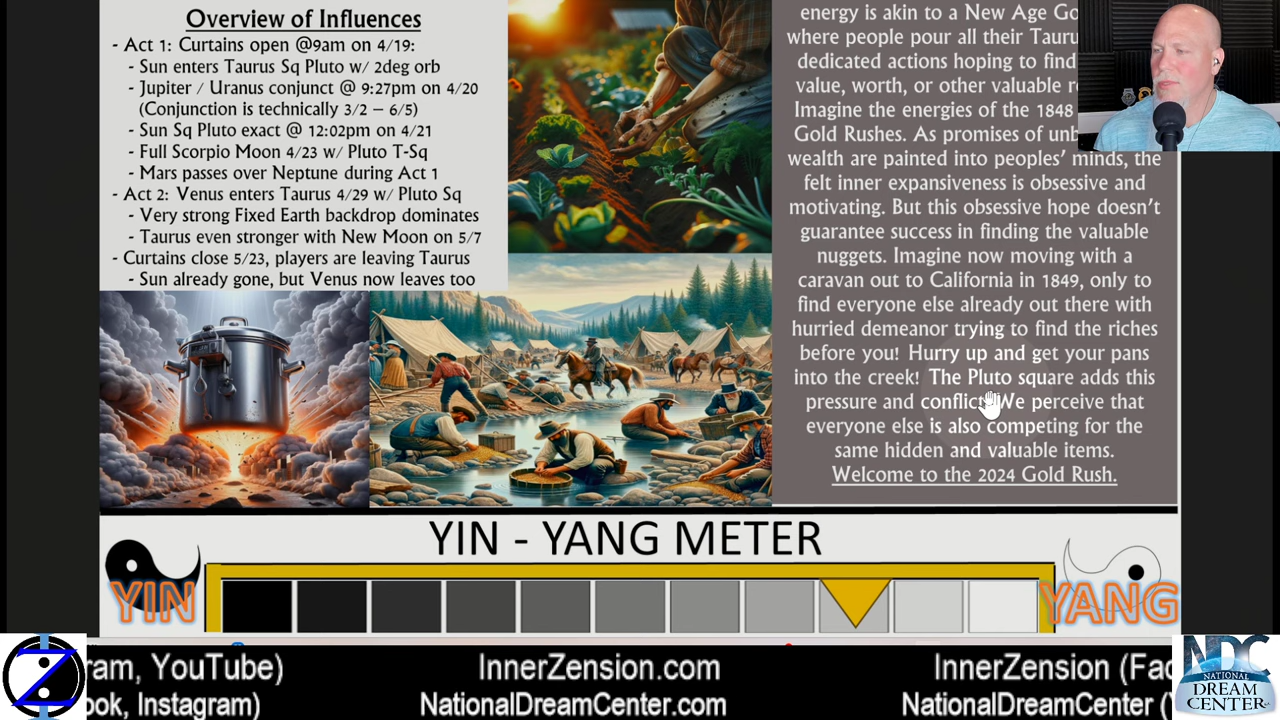 Overview of Influences
- Act 1: Curtains open @9am on 4/19:
- Sun enters Taurus Sq Pluto w/ 2deg orb
- Jupiter / Uranus conjunct @ 9:27pm on 4/20
(Conjunction is technically 3/2 – 6/5)
- Sun Sq Pluto exact @ 12:02pm on 4/21
- Full Scorpio Moon 4/23 w/ Pluto T-Sq
- Mars passes over Neptune during Act 1
- Act 2: Venus enters Taurus 4/29 w/ Pluto Sq
- Very strong Fixed Earth backdrop dominates
- Taurus even stronger with New Moon on 5/7
- Curtains close 5/23, players are leaving Taurus
- Sun already gone, but Venus now leaves too
energy is akin to a New Age Go
where people pour all their Tauru
dedicated actions hoping to find
value, worth, or other valuable
Imagine the energies of the 1848
Gold Rushes. As promises of unb
wealth are painted into peoples' minds, the
felt inner expansiveness is obsessive and
motivating. But this obsessive hope doesn't
guarantee success in finding the valuable
nuggets. Imagine now moving with a
caravan out to California in 1849, only to
find everyone else already out there with
hurried demeanor trying to find the riches
before you! Hurry up and get your pans
into the creek! The Pluto square adds this
pressure and conflict We perceive that
everyone else is also competing for the
same hidden and valuable items.
Welcome to the 2024 Gold Rush.
YIN - YANG METER
YIN
YANG
ram, YouTube)
InnerZension.com
InnerZension (Fac
ook, Instagram)
NationalDreamCenter.com
NationalDreamCenter (
NDC
NATIONAL
DREAM
CENTER